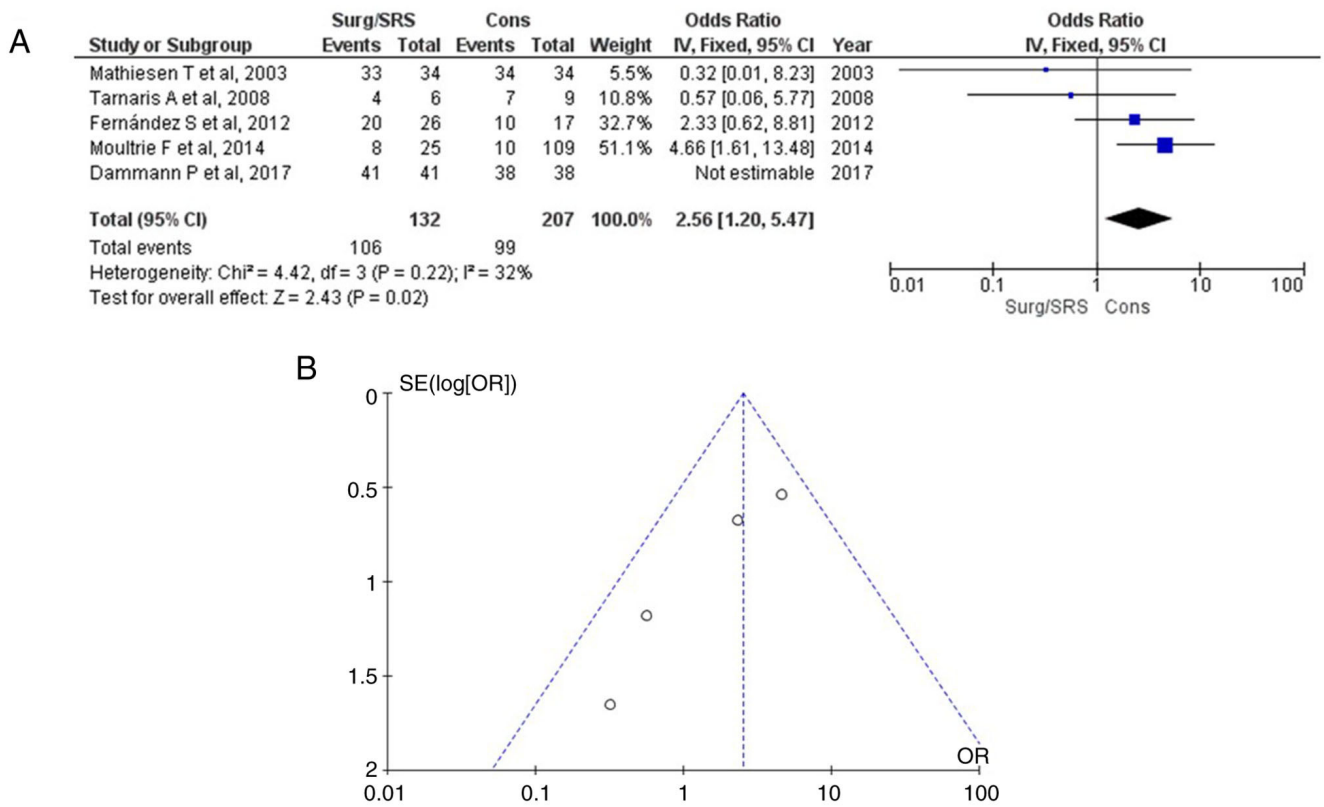 A
Surg/SRS Cons Odds Ratio Odds Ratio
Study or Subgroup Events Total Events Total Weight IV, Fixed, 95% CI Year IV, Fixed, 95% CI
Mathiesen T et al, 2003 33 34 34 34 5.5% 0.32 [0.01, 8.23] 2003
Tarnaris A et al, 2008 4 6 7 9 10.8% 0.57 [0.06, 5.77] 2008
Fernández S et al, 2012 20 26 10 17 32.7% 2.33 [0.62, 8.81] 2012
Moultrie F et al, 2014 8 25 10 109 51.1% 4.66 [1.61, 13.48] 2014
Dammann P et al, 2017 41 41 38 38 Not estimable 2017
Total (95% CI) 132 207 100.0% 2.56 [1.20, 5.47]
Total events 106 99
Heterogeneity: Chi² = 4.42, df = 3 (P = 0.22); I² = 32%
Test for overall effect: Z = 2.43 (P = 0.02)
0.01 0.1 1 10 100
Surg/SRS Cons
B
SE(log[OR])
0
0.5
1
1.5
2
OR
0.01 0.1 1 10 100